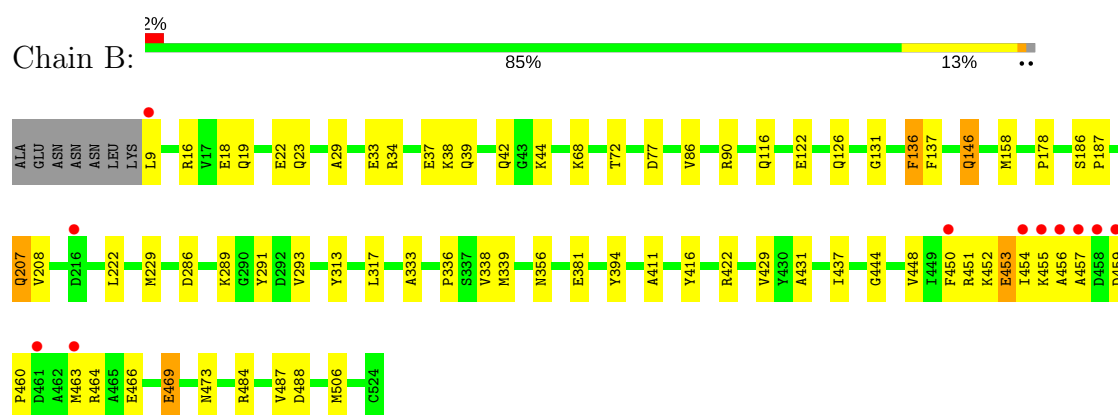 2%
Chain B:
85% 13% ••
ALA GLU ASN ASN ASN LEU LYS L9 R16 V17 E18 Q19 E22 Q23 A29 E33 R34 E37 K38 Q39 Q42 G43 K44 K68 T72 D77 V86 R90 Q116 E122 Q126 G131 F136 F137 Q146 M158 P178 S186 P187
Q207 V208 D216 L222 M229 D286 K289 G290 Y291 D292 V293 Y313 L317 A333 P336 S337 V338 M339 N356 E381 Y394 A411 Y416 R422 V429 Y430 A431 I437 G444 V448 I449 F450 R451 K452 E453 I454 K455 A456 A457 D458 D459
P460 D461 A462 M463 R464 A465 E466 E469 N473 R484 V487 D488 M506 C524